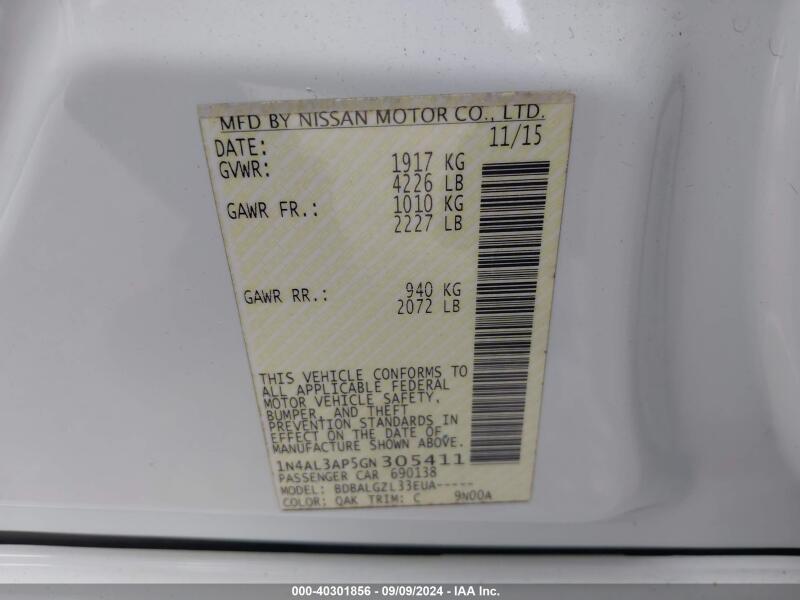 MFD BY NISSAN MOTOR CO., LTD.
DATE: 11/15
GVWR: 1917 KG
4226 LB
GAWR FR.: 1010 KG
2227 LB
GAWR RR.: 940 KG
2072 LB
THIS VEHICLE CONFORMS TO
ALL APPLICABLE FEDERAL
MOTOR VEHICLE SAFETY,
BUMPER, AND THEFT
PREVENTION STANDARDS IN
EFFECT ON THE DATE OF
MANUFACTURE SHOWN ABOVE.
1N4AL3AP5GN305411
PASSENGER CAR 690138
MODEL: BDBALGZL33EUA-----
COLOR: QAK TRIM: C 9N00A
000-40301856 - 09/09/2024 - IAA Inc.